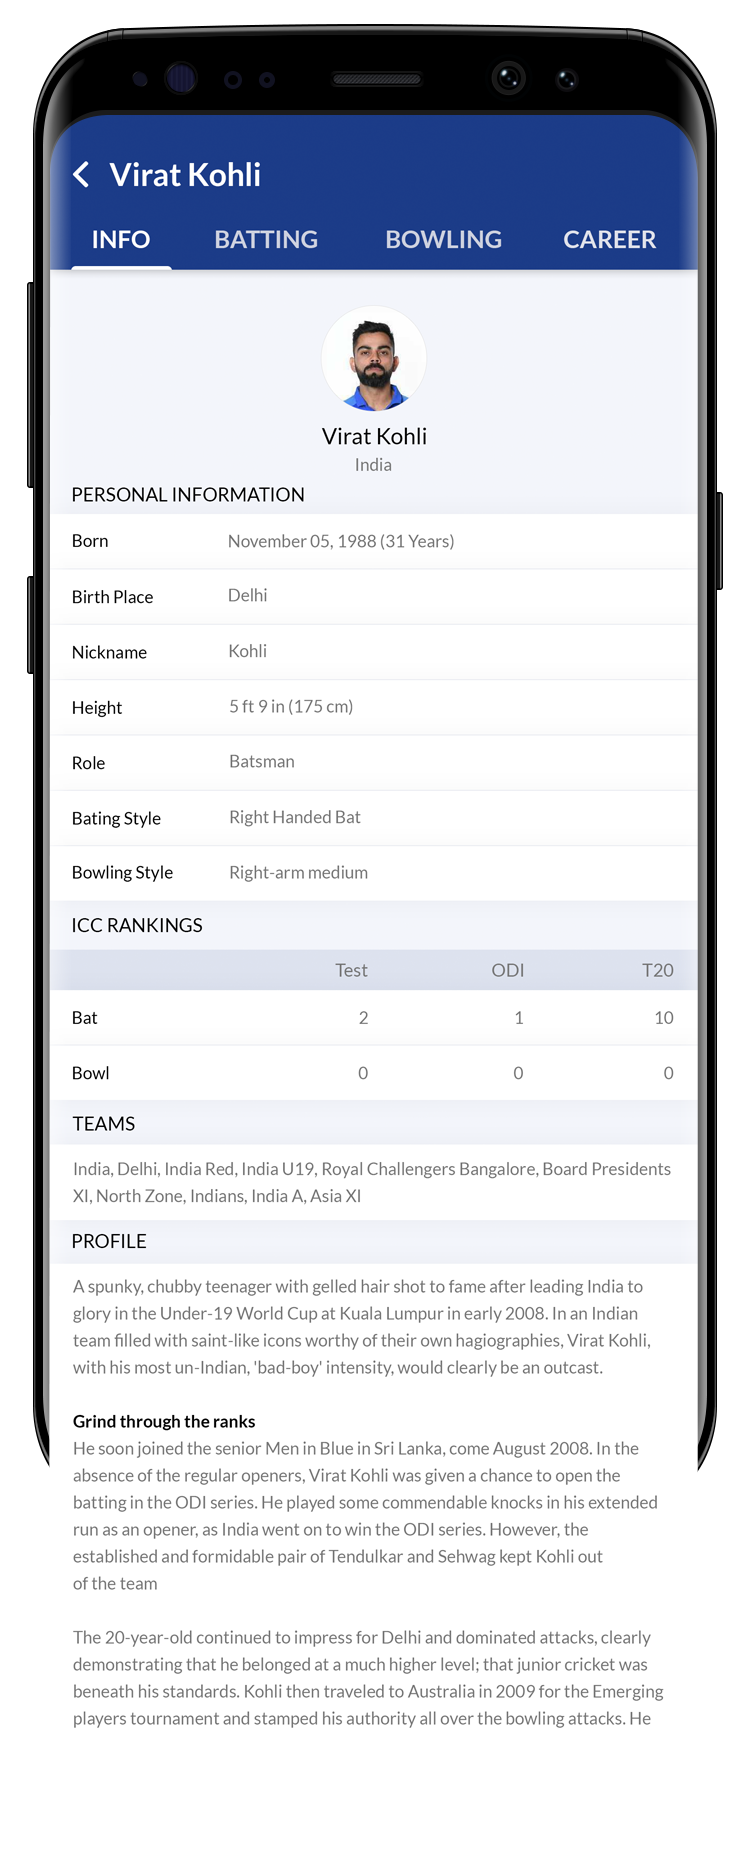 Virat Kohli
INFO BATTING BOWLING CAREER
Virat Kohli
India
PERSONAL INFORMATION
Born November 05, 1988 (31 Years)
Birth Place Delhi
Nickname Kohli
Height 5 ft 9 in (175 cm)
Role Batsman
Bating Style Right Handed Bat
Bowling Style Right-arm medium
ICC RANKINGS
Test ODI T20
Bat 2 1 10
Bowl 0 0 0
TEAMS
India, Delhi, India Red, India U19, Royal Challengers Bangalore, Board Presidents
XI, North Zone, Indians, India A, Asia XI
PROFILE
A spunky, chubby teenager with gelled hair shot to fame after leading India to
glory in the Under-19 World Cup at Kuala Lumpur in early 2008. In an Indian
team filled with saint-like icons worthy of their own hagiographies, Virat Kohli,
with his most un-Indian, 'bad-boy' intensity, would clearly be an outcast.
Grind through the ranks
He soon joined the senior Men in Blue in Sri Lanka, come August 2008. In the
absence of the regular openers, Virat Kohli was given a chance to open the
batting in the ODI series. He played some commendable knocks in his extended
run as an opener, as India went on to win the ODI series. However, the
established and formidable pair of Tendulkar and Sehwag kept Kohli out
of the team
The 20-year-old continued to impress for Delhi and dominated attacks, clearly
demonstrating that he belonged at a much higher level; that junior cricket was
beneath his standards. Kohli then traveled to Australia in 2009 for the Emerging
players tournament and stamped his authority all over the bowling attacks. He